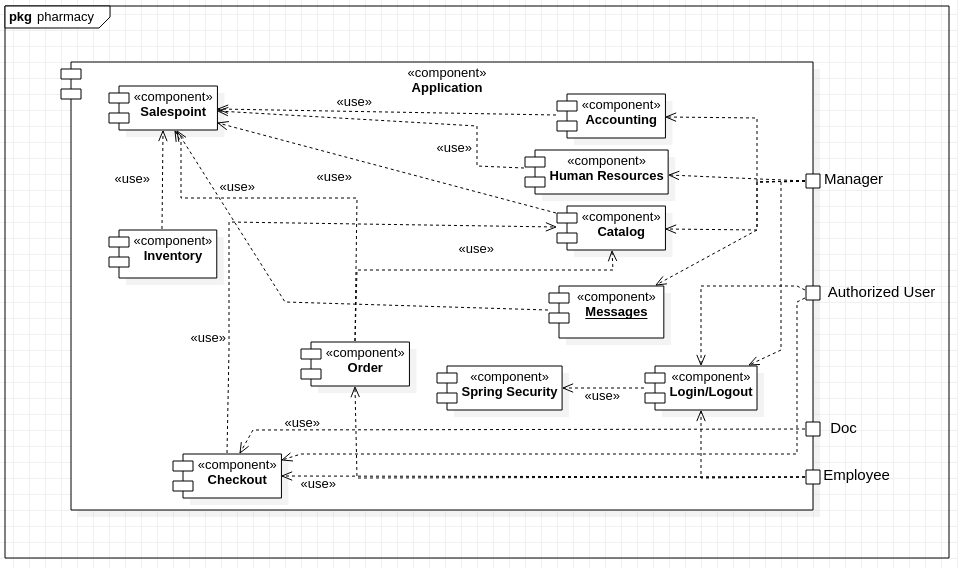 pkg pharmacy
«component»
Application
«component»
Salespoint
«use»
«component»
Accounting
«use»
«component»
Human Resources
«use»
«use»
«use»
Manager
«component»
Catalog
«component»
Inventory
«use»
«component»
Messages
Authorized User
«use»
«component»
Order
«component»
Spring Security
«use»
«component»
Login/Logout
«use»
Doc
«component»
Checkout
«use»
Employee